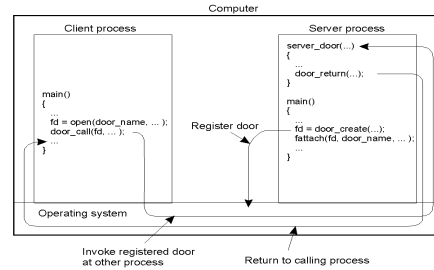 Computer
Client process
main()
{
...
fd = open(door_name, ... );
door_call(fd, ... );
...
}
Server process
server_door(...)
{
...
door_return(...);
}
main()
{
...
fd = door_create(...);
fattach(fd, door_name, ... );
...
}
Register door
Operating system
Invoke registered door
at other process
Return to calling process